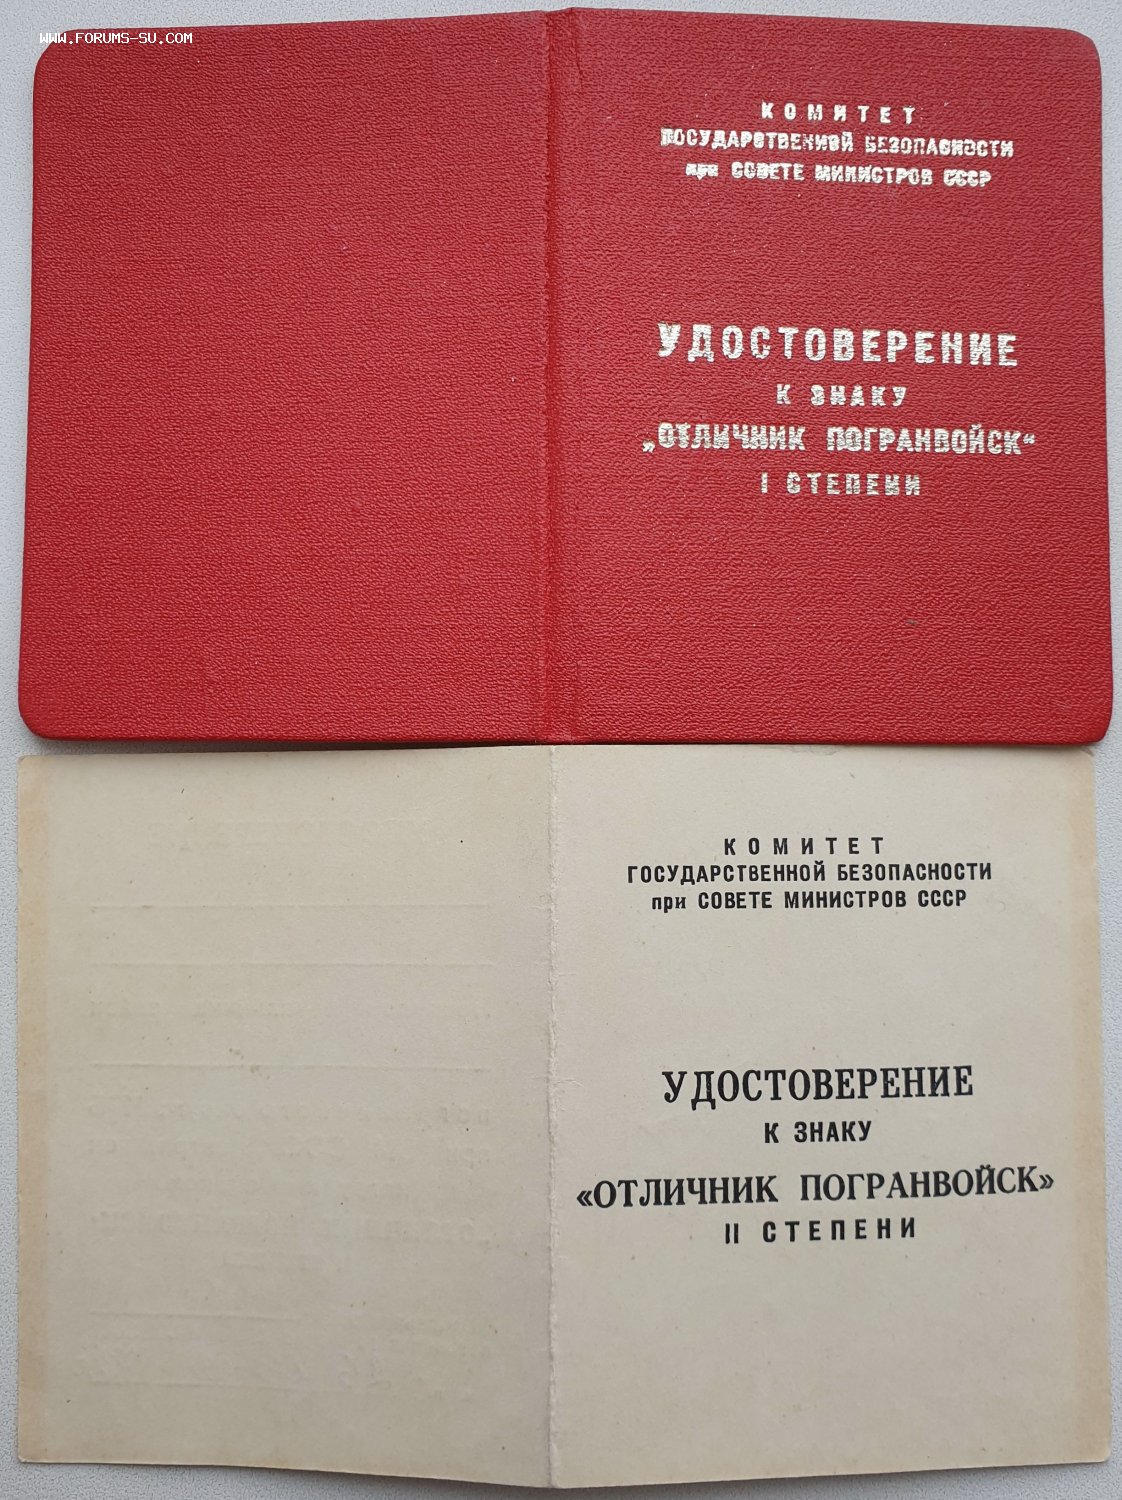 www.FORUMS-SU.COM
КОМИТЕТ
ГОСУДАРСТВЕННОЙ БЕЗОПАСНОСТИ
при СОВЕТЕ МИНИСТРОВ СССР
УДОСТОВЕРЕНИЕ
К ЗНАКУ
„ОТЛИЧНИК ПОГРАНВОЙСК“
I СТЕПЕНИ
КОМИТЕТ
ГОСУДАРСТВЕННОЙ БЕЗОПАСНОСТИ
при СОВЕТЕ МИНИСТРОВ СССР
УДОСТОВЕРЕНИЕ
К ЗНАКУ
«ОТЛИЧНИК ПОГРАНВОЙСК»
II СТЕПЕНИ